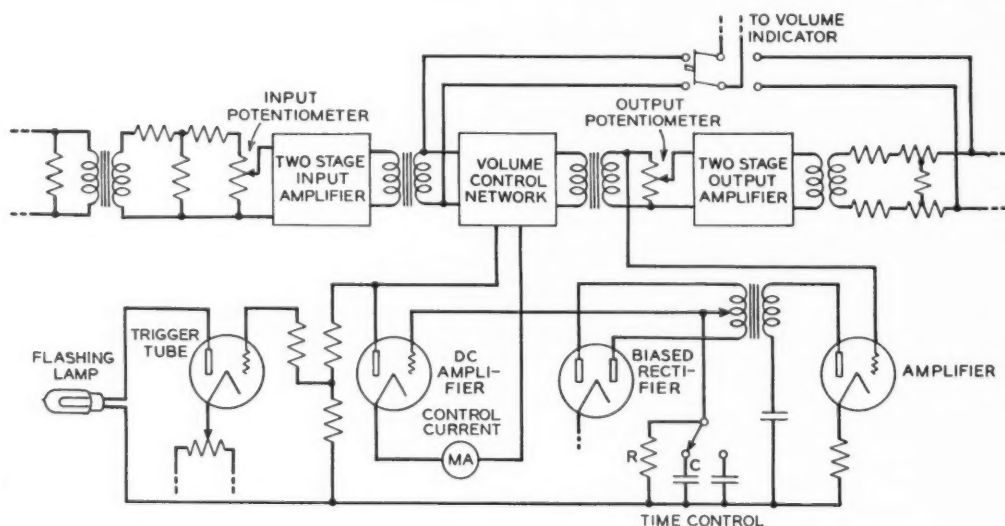 TO VOLUME
INDICATOR
INPUT
POTENTIOMETER
OUTPUT
POTENTIOMETER
TWO STAGE
INPUT
AMPLIFIER
VOLUME
CONTROL
NETWORK
TWO STAGE
OUTPUT
AMPLIFIER
FLASHING
LAMP
TRIGGER
TUBE
DC
AMPLI-
FIER
CONTROL
CURRENT
MA
BIASED
RECTI-
FIER
AMPLIFIER
R
C
TIME CONTROL